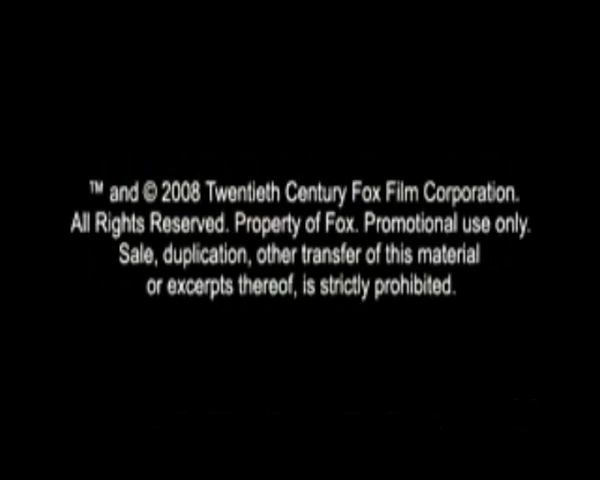 ™ and © 2008 Twentieth Century Fox Film Corporation.
All Rights Reserved. Property of Fox. Promotional use only.
Sale, duplication, other transfer of this material
or excerpts thereof, is strictly prohibited.